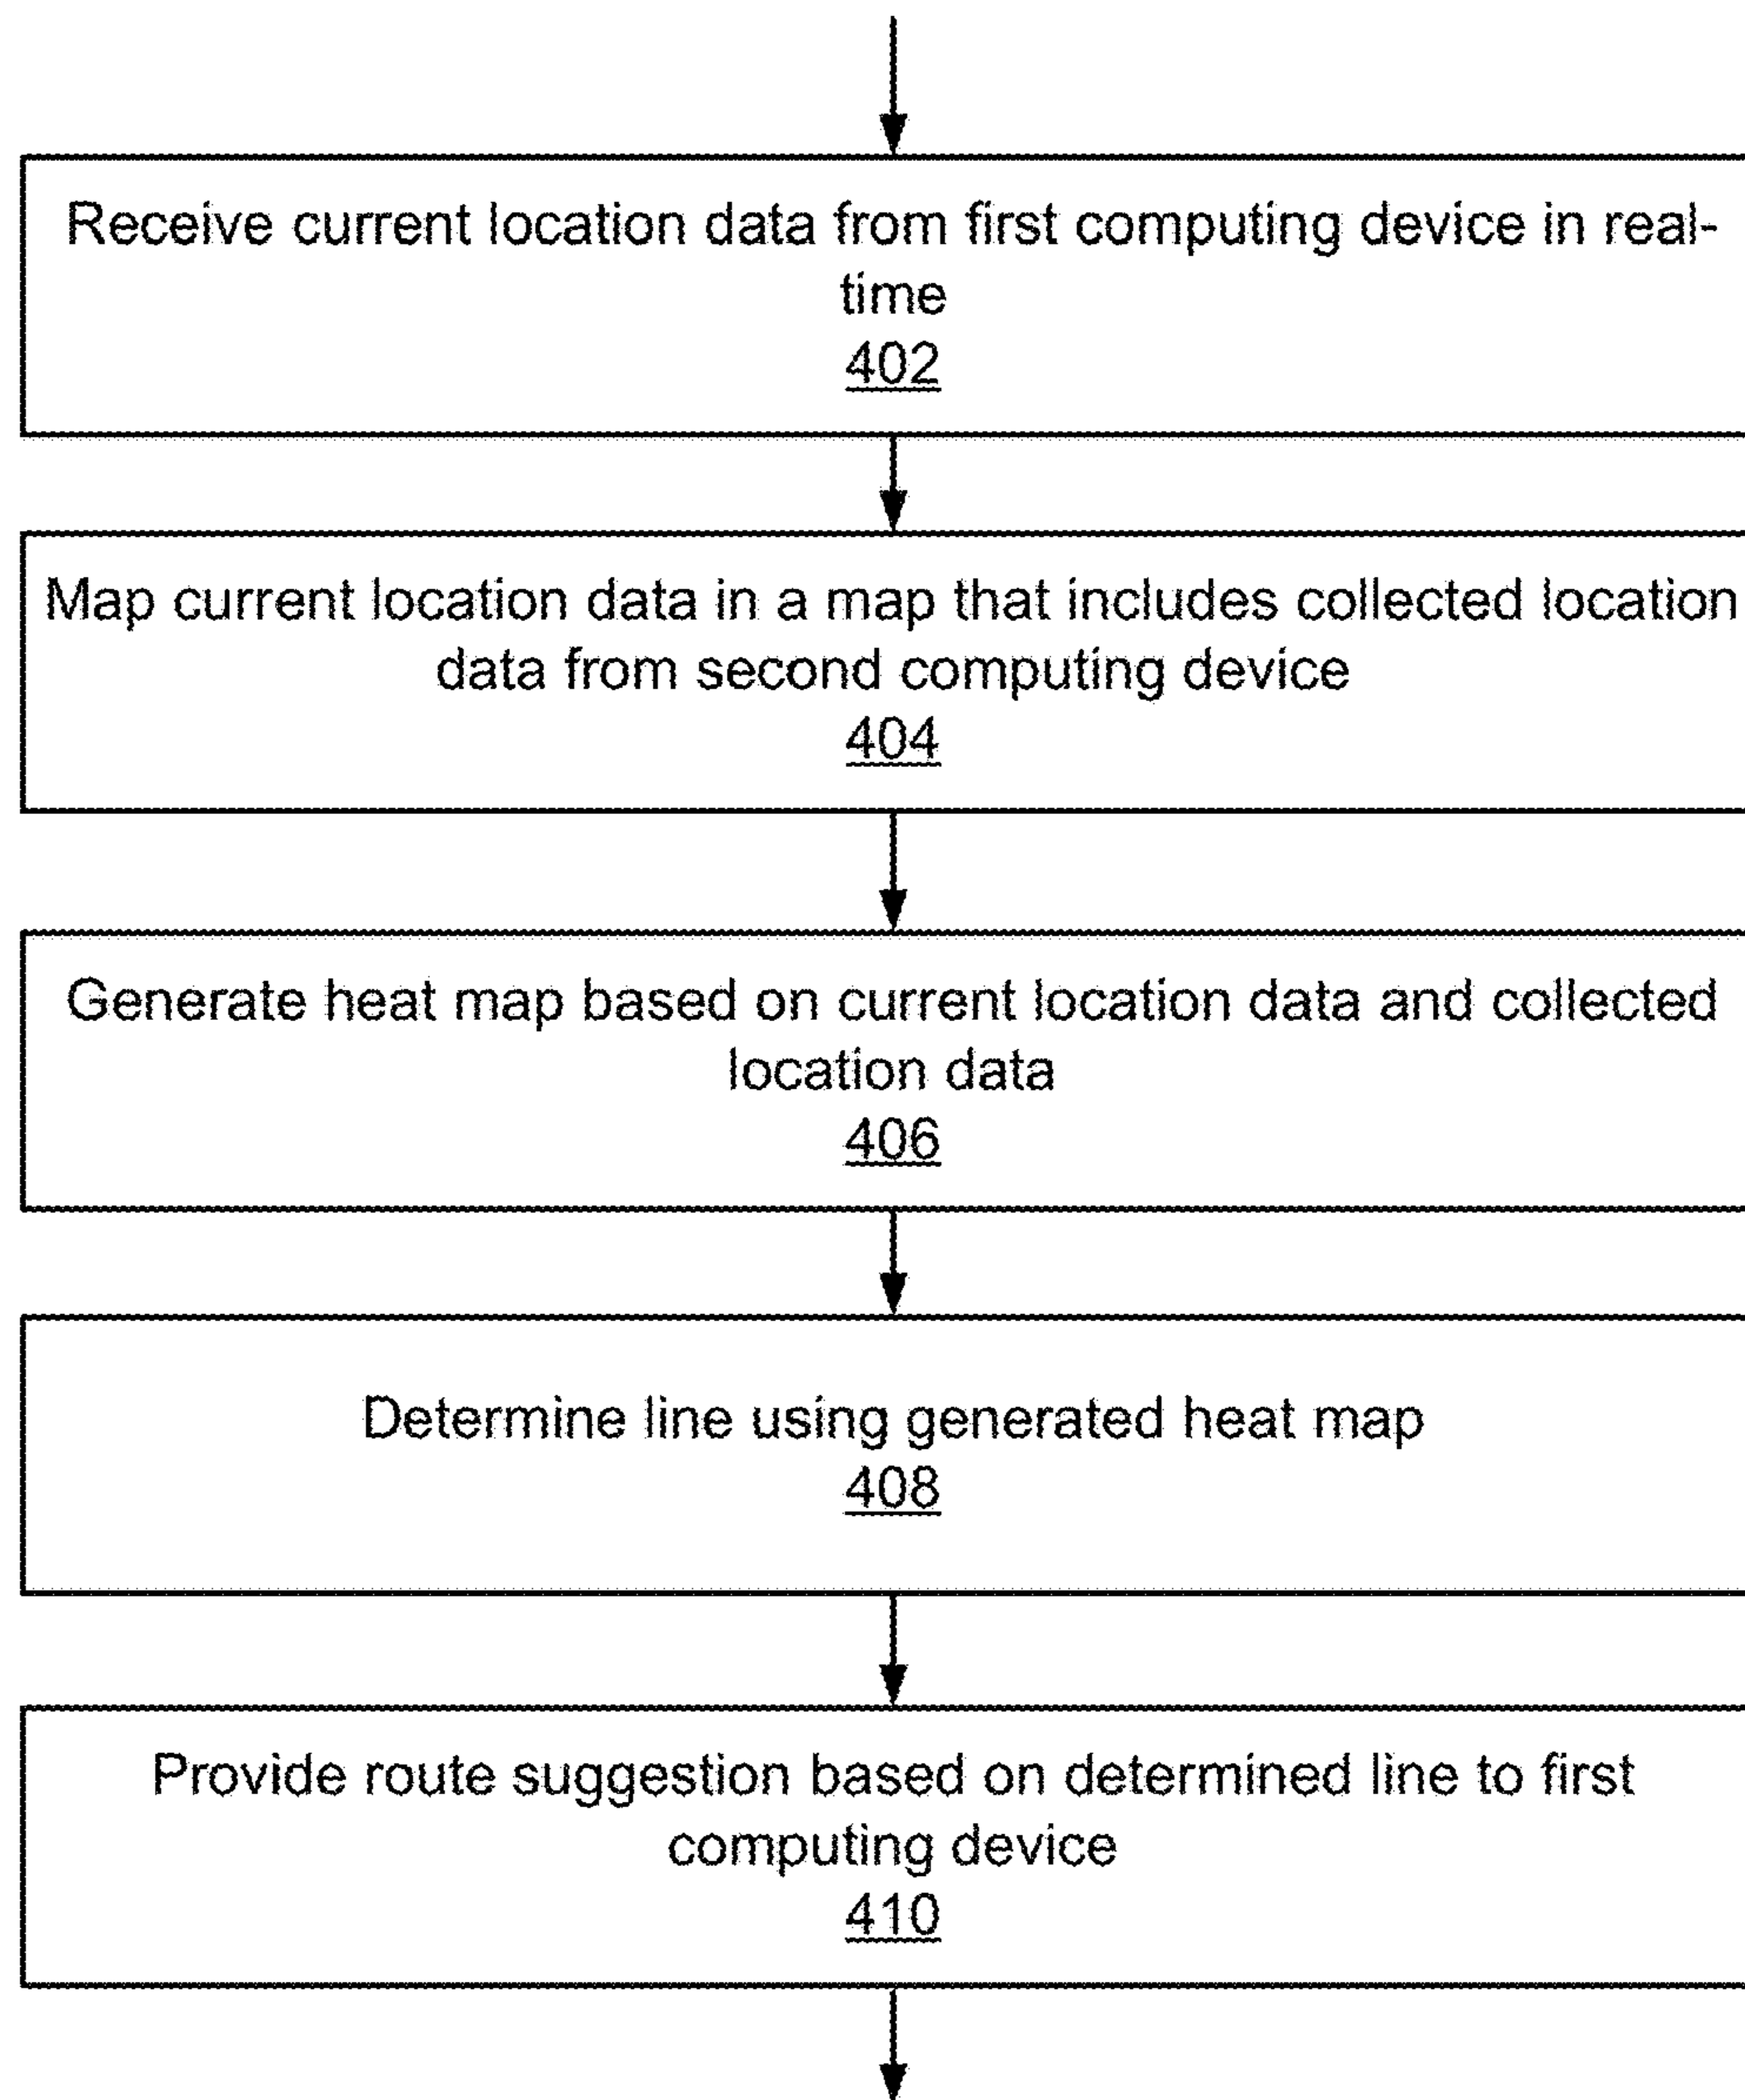 Receive current location data from first computing device in real-
time
402
Map current location data in a map that includes collected location
data from second computing device
404
Generate heat map based on current location data and collected
location data
406
Determine line using generated heat map
408
Provide route suggestion based on determined line to first
computing device
410